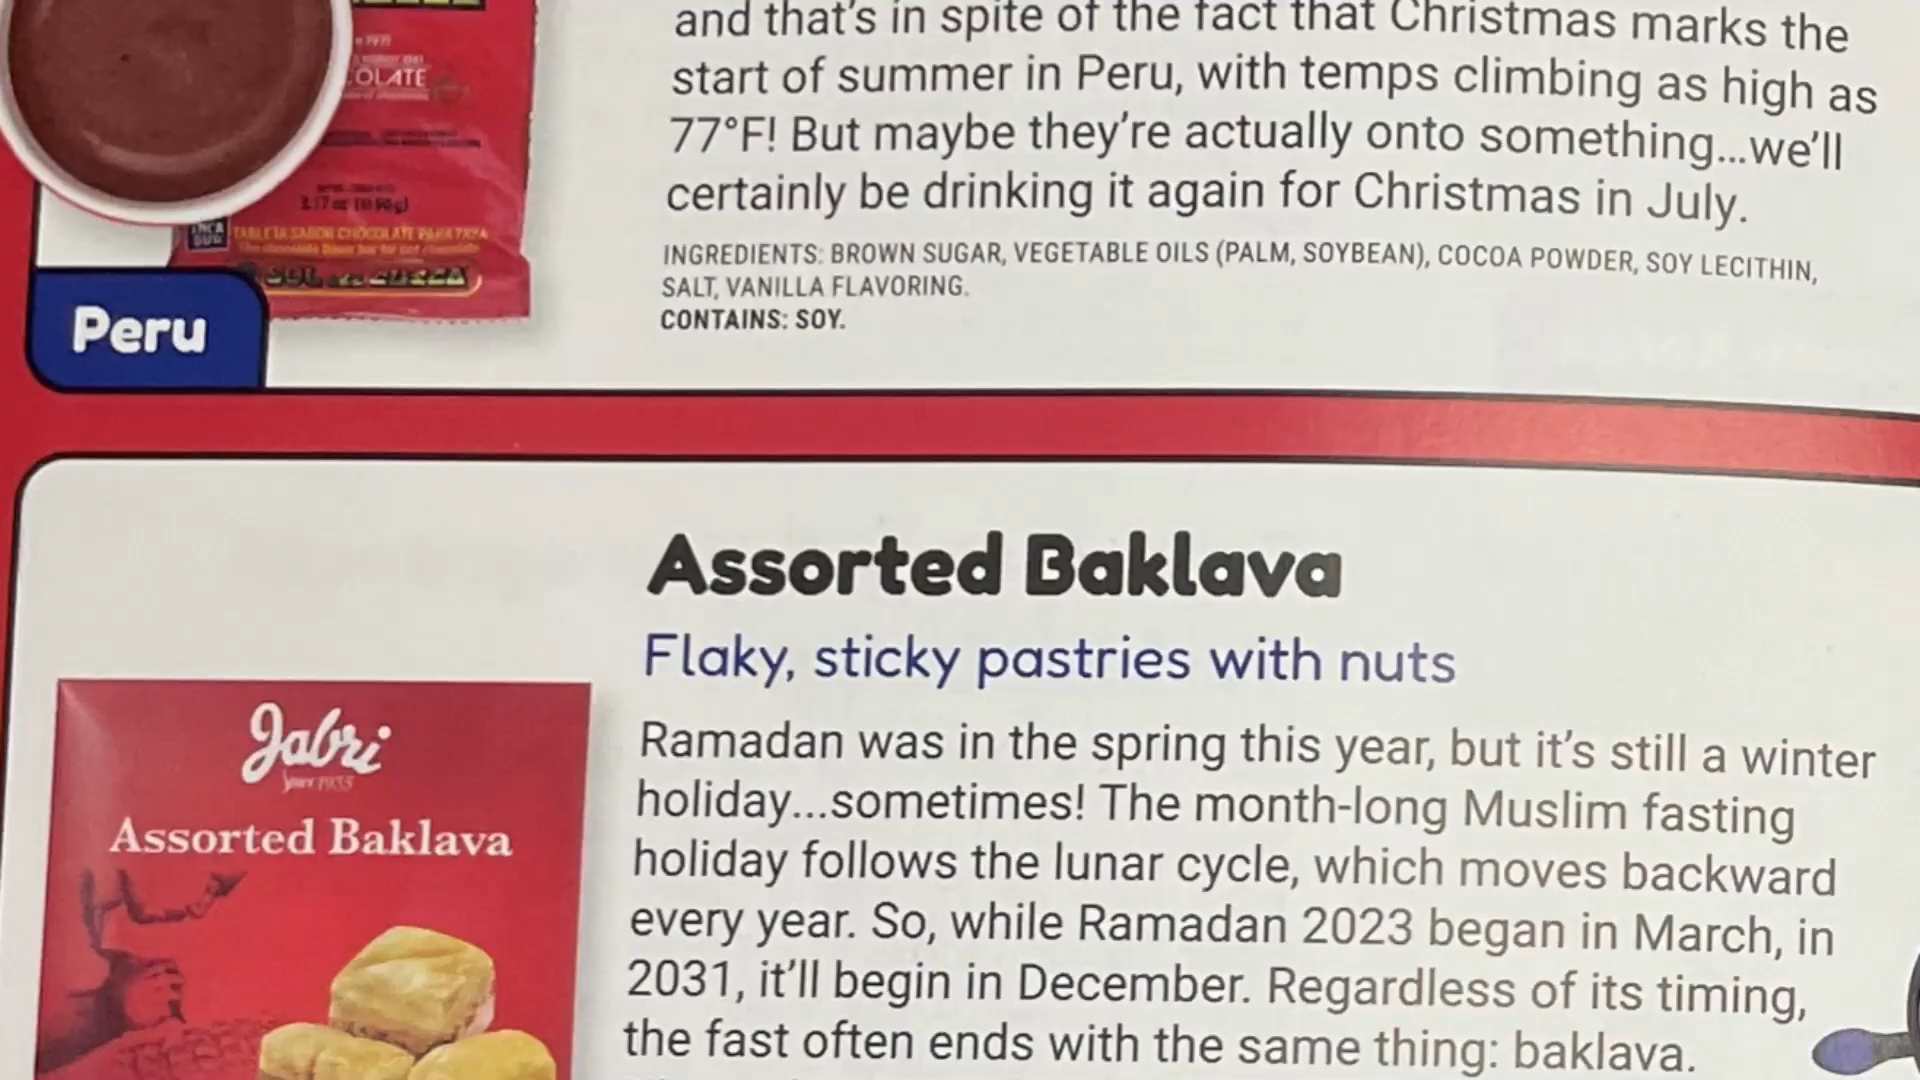 and that's in spite of the fact that Christmas marks the
start of summer in Peru, with temps climbing as high as
77°F! But maybe they're actually onto something...we'll
certainly be drinking it again for Christmas in July.
INGREDIENTS: BROWN SUGAR, VEGETABLE OILS (PALM, SOYBEAN), COCOA POWDER, SOY LECITHIN,
SALT, VANILLA FLAVORING.
CONTAINS: SOY.
OLATE
TABLETA SABOR CHOCOLATE PARA TAZA
Peru
Assorted Baklava
Flaky, sticky pastries with nuts
Ramadan was in the spring this year, but it's still a winter
holiday...sometimes! The month-long Muslim fasting
holiday follows the lunar cycle, which moves backward
every year. So, while Ramadan 2023 began in March, in
2031, it'll begin in December. Regardless of its timing,
the fast often ends with the same thing: baklava.
Jabri
Assorted Baklava